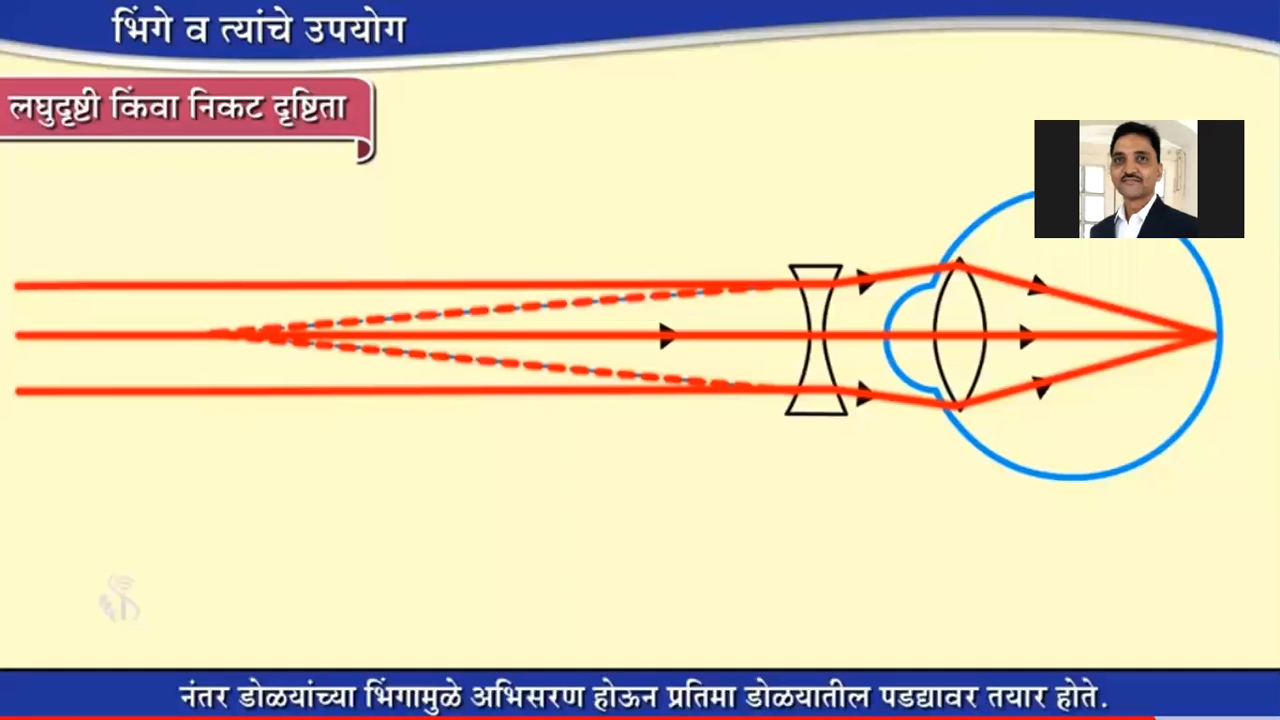 भिंगे व त्यांचे उपयोग
लघुदृष्टी किंवा निकट दृष्टिता
नंतर डोळयांच्या भिंगामुळे अभिसरण होऊन प्रतिमा डोळयातील पडद्यावर तयार होते.